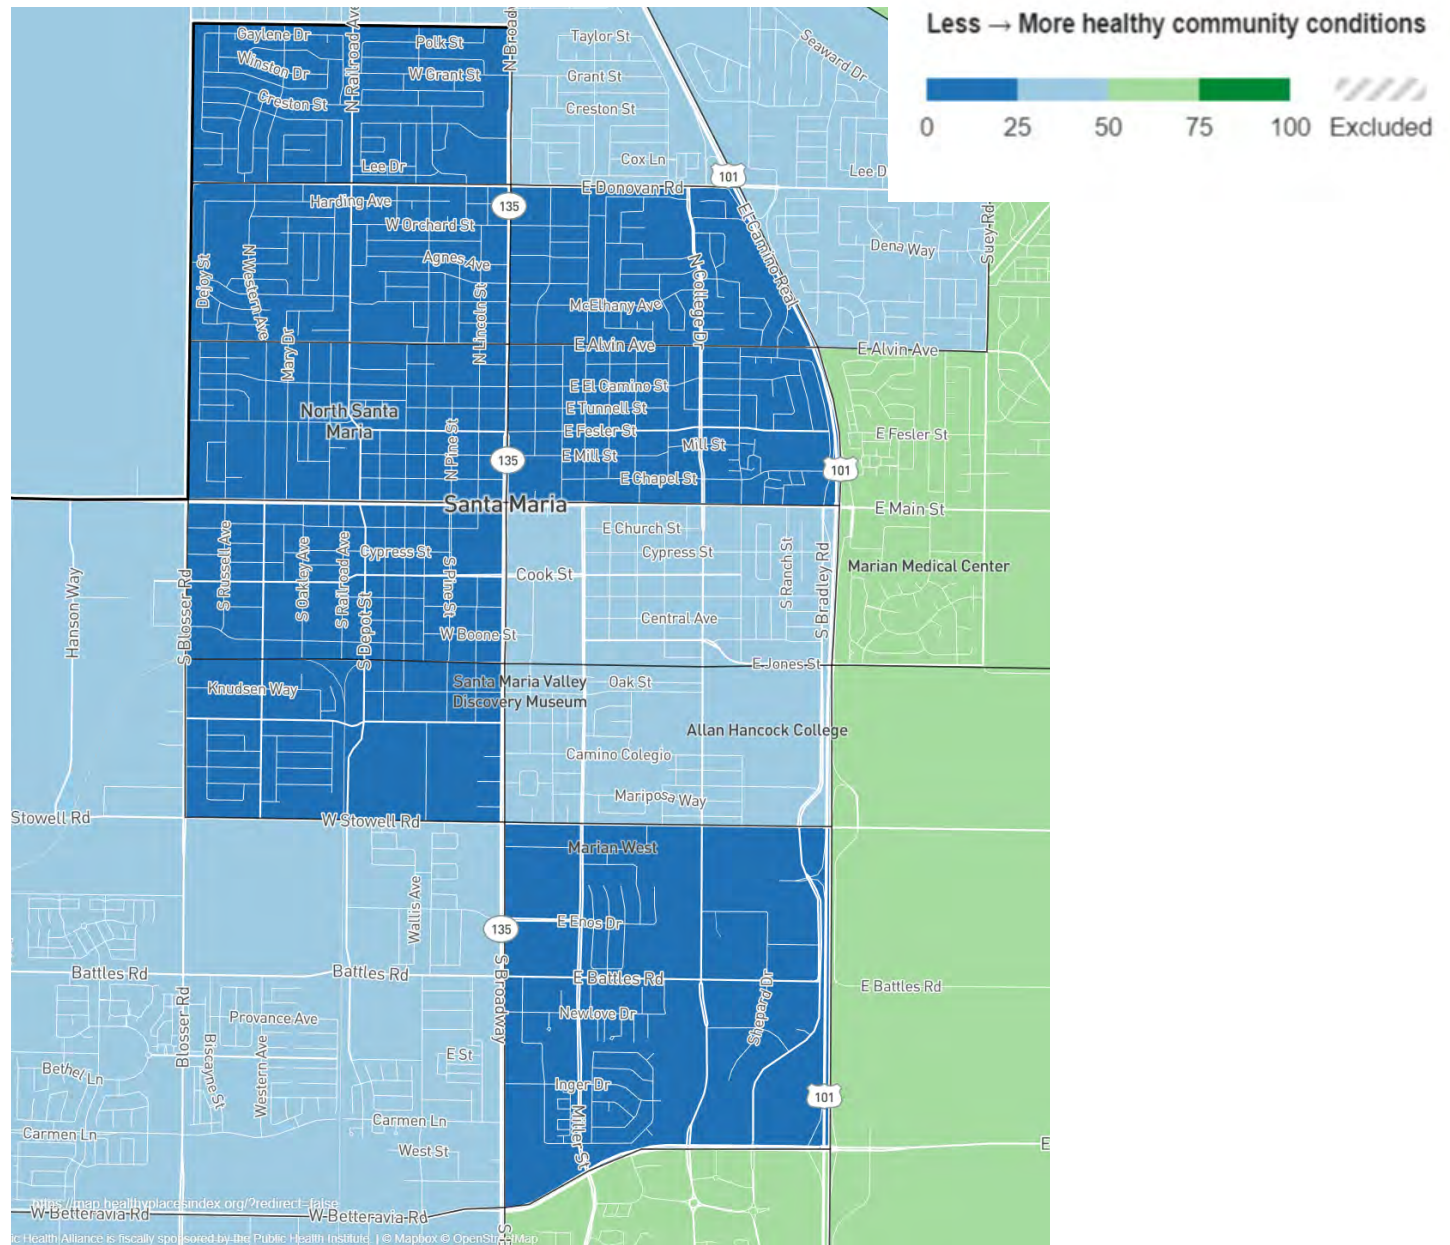 Less → More healthy community conditions
0 25 50 75 100 Excluded
Gaylene Dr
Polk St
Winston Dr
W Grant St
Creston St
N Railroad Ave
N Broadw
Taylor St
Grant St
Creston St
Seaward Dr
Lee Dr
Cox Ln
Lee D
101
E Donovan Rd
Harding Ave
135
W Orchard St
Agnes Ave
Dejoy St
N Western Ave
N Lincoln St
Mary Dr
McElhany Ave
N College Dr
El Camino Real
Dena Way
Suey Rd
E Alvin Ave
E Alvin Ave
E El Camino St
E Tunnell St
E Fesler St
E Mill St
Mill St
E Chapel St
E Fesler St
North Santa
Maria
N Pine St
135
101
Santa Maria
E Main St
E Church St
Cypress St
Cypress St
Cook St
S Russell Ave
S Oakley Ave
S Railroad Ave
S Depot St
S Pine St
S Ranch St
S Bradley Rd
Marian Medical Center
Hanson Way
S Blosser Rd
Central Ave
W Boone St
E Jones St
Knudsen Way
Santa Maria Valley
Discovery Museum
Oak St
Allan Hancock College
Camino Colegio
Mariposa Way
Stowell Rd
W Stowell Rd
Marian West
Wallis Ave
135
E Enos Dr
Battles Rd
Battles Rd
E Battles Rd
E Battles Rd
S Broadway
Newlove Dr
Shepard Dr
Blosser Rd
Provance Ave
Biscayne St
Western Ave
E St
Bethel Ln
Inger Dr
101
Miller St
Carmen Ln
Carmen Ln
West St
E
https://map.healthyplacesindex.org/?redirect=false
W Betteravia Rd
W Betteravia Rd
S B
ic Health Alliance is fiscally sponsored by the Public Health Institute. | © Mapbox © OpenStreetMap